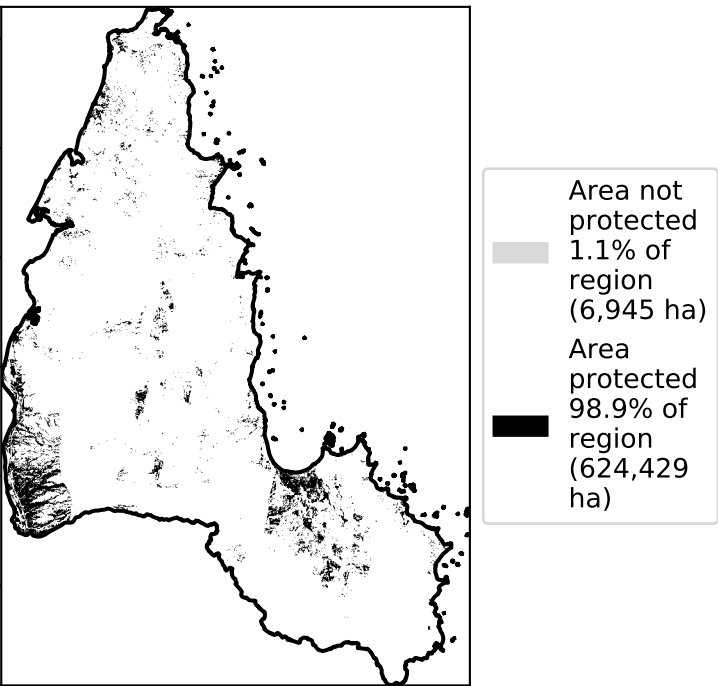 Area not
protected
1.1% of
region
(6,945 ha)
Area
protected
98.9% of
region
(624,429
ha)